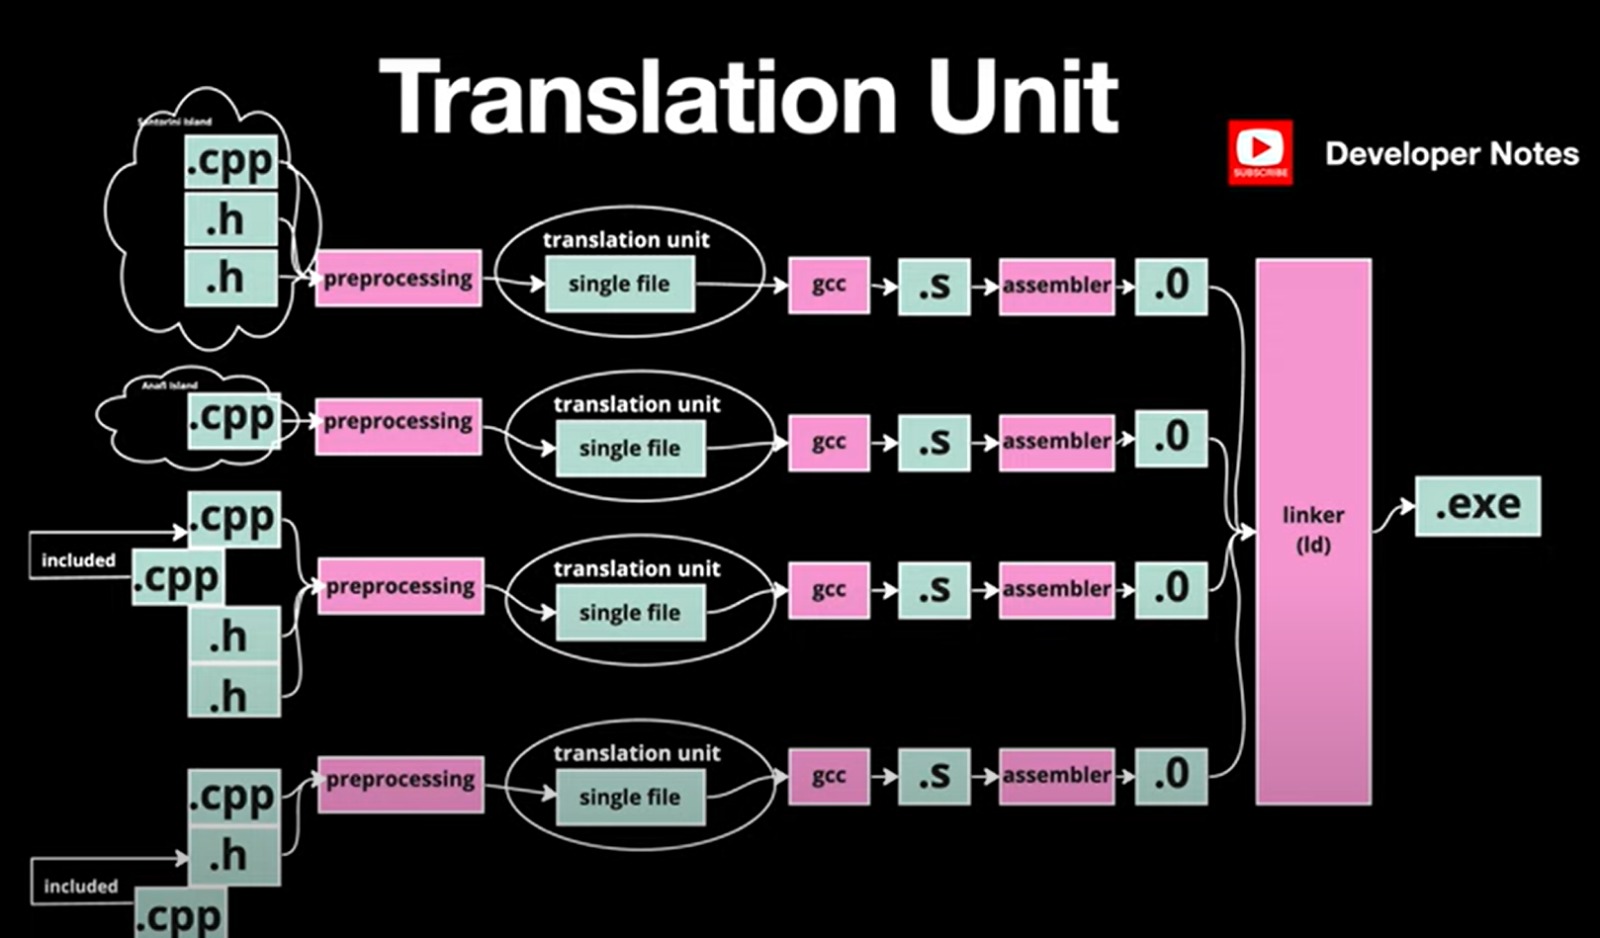 Translation Unit
SUBSCRIBE
Developer Notes
Santorini Island
.cpp
.h
.h
preprocessing
translation unit
single file
gcc
.s
assembler
.o
Anafi Island
.cpp
preprocessing
translation unit
single file
gcc
.s
assembler
.o
.cpp
included
.cpp
.h
.h
preprocessing
translation unit
single file
gcc
.s
assembler
.o
linker
(ld)
.exe
.cpp
.h
included
.cpp
preprocessing
translation unit
single file
gcc
.s
assembler
.o